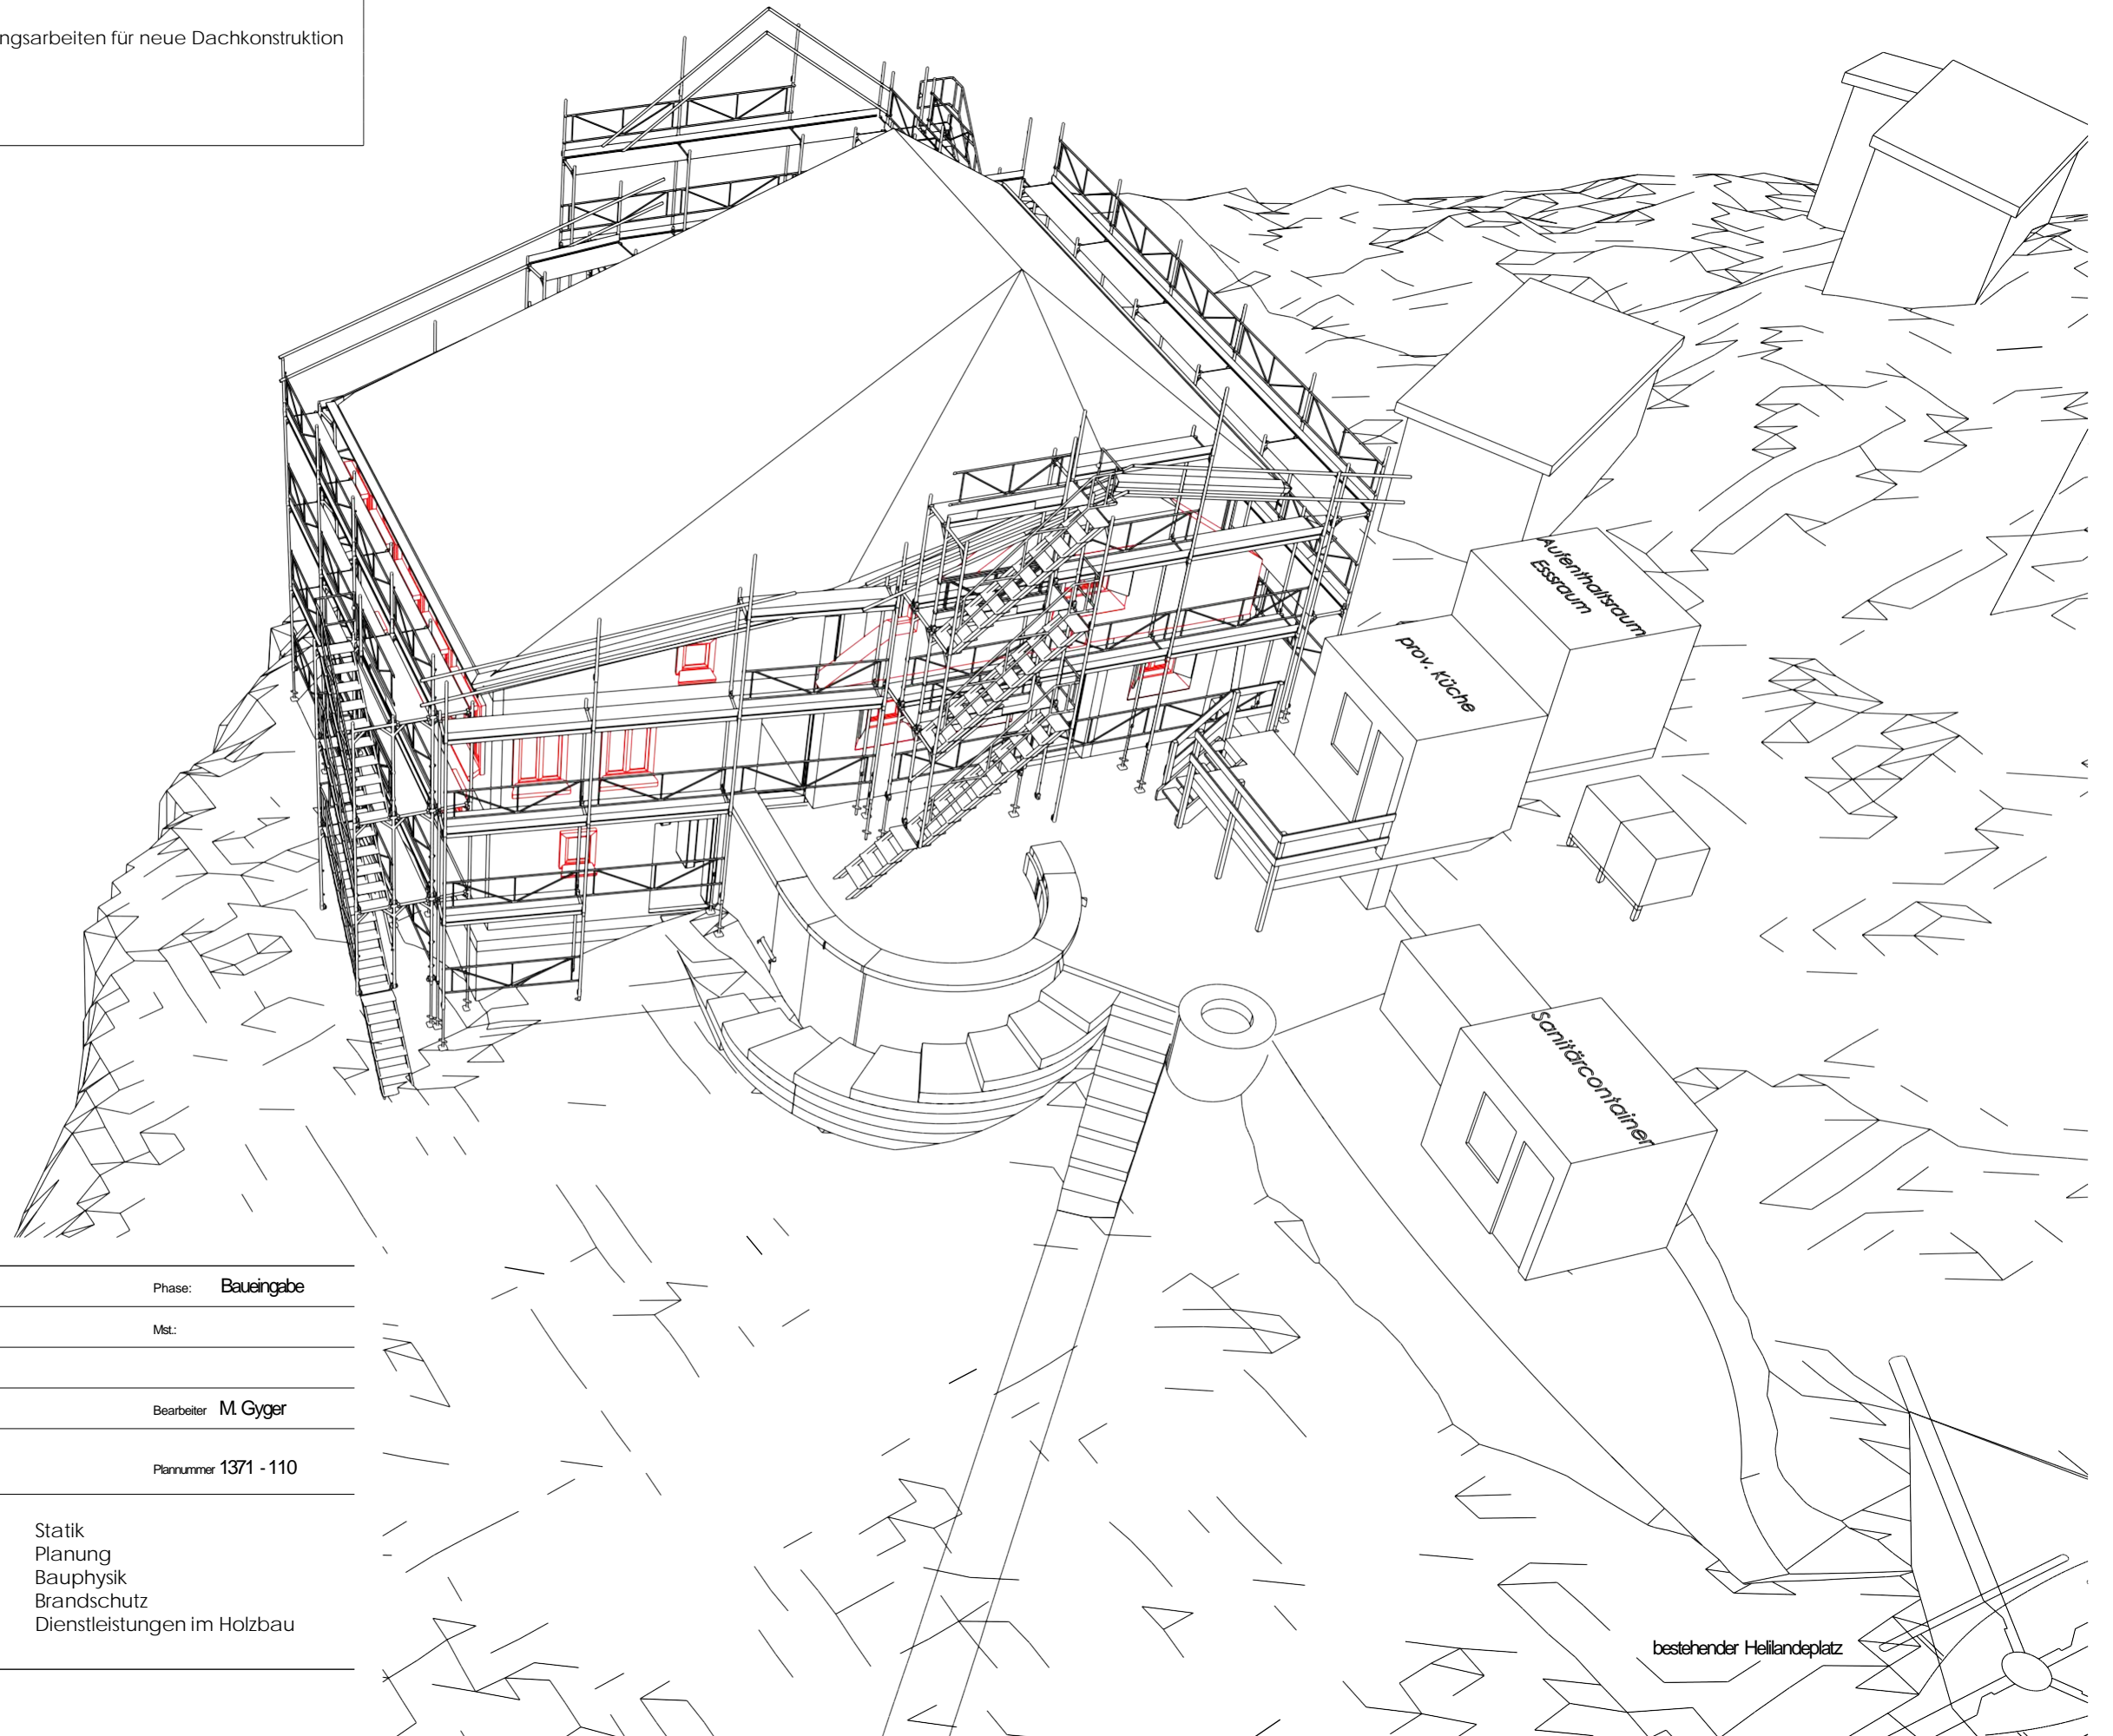 ngsarbeiten für neue Dachkonstruktion
Aufenthaltsraum
Essraum
prov. Küche
Sanitärcontainer
Phase: Baueingabe
Mst.:
Bearbeiter M. Gyger
Plannummer 1371 - 110
Statik
Planung
Bauphysik
Brandschutz
Dienstleistungen im Holzbau
bestehender Helilandeplatz